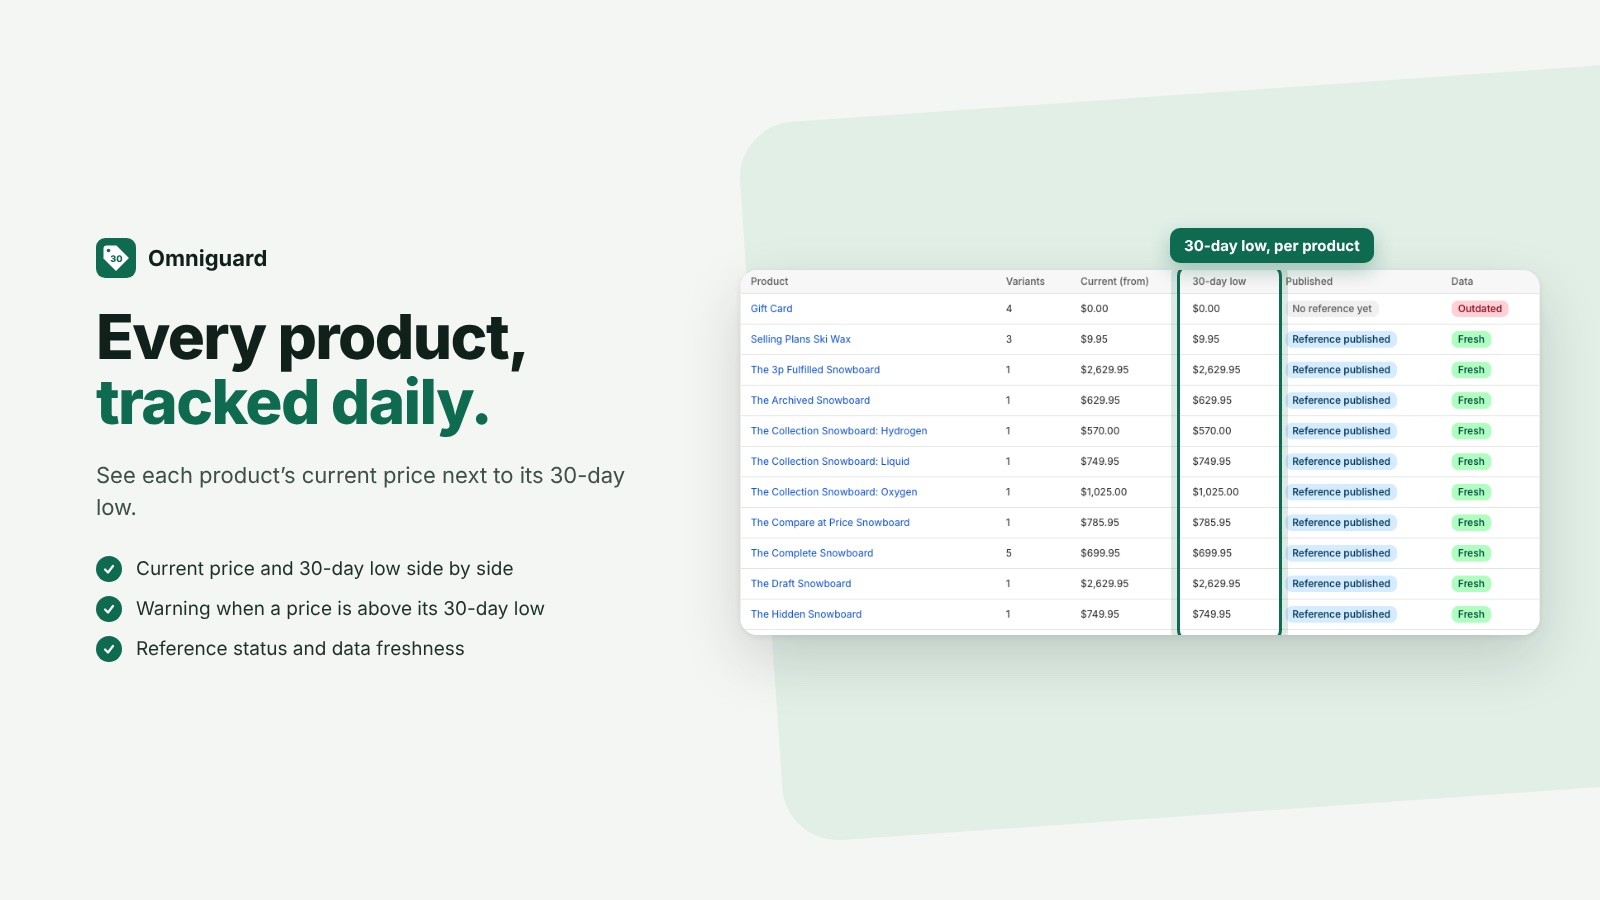 30
Omniguard
Every product,
tracked daily.
See each product’s current price next to its 30-day
low.
Current price and 30-day low side by side
Warning when a price is above its 30-day low
Reference status and data freshness
30-day low, per product
Product Variants Current (from) 30-day low Published Data
Gift Card 4 $0.00 $0.00 No reference yet Outdated
Selling Plans Ski Wax 3 $9.95 $9.95 Reference published Fresh
The 3p Fulfilled Snowboard 1 $2,629.95 $2,629.95 Reference published Fresh
The Archived Snowboard 1 $629.95 $629.95 Reference published Fresh
The Collection Snowboard: Hydrogen 1 $570.00 $570.00 Reference published Fresh
The Collection Snowboard: Liquid 1 $749.95 $749.95 Reference published Fresh
The Collection Snowboard: Oxygen 1 $1,025.00 $1,025.00 Reference published Fresh
The Compare at Price Snowboard 1 $785.95 $785.95 Reference published Fresh
The Complete Snowboard 5 $699.95 $699.95 Reference published Fresh
The Draft Snowboard 1 $2,629.95 $2,629.95 Reference published Fresh
The Hidden Snowboard 1 $749.95 $749.95 Reference published Fresh